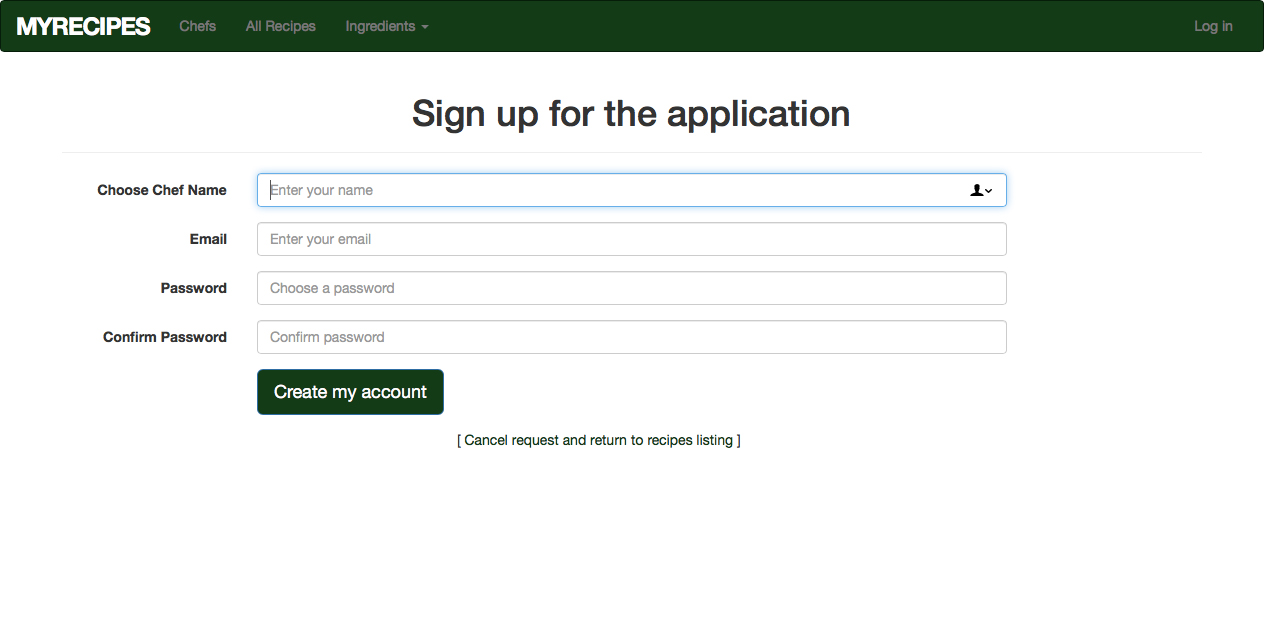 MYRECIPES Chefs All Recipes Ingredients Log in
Sign up for the application
Choose Chef Name Enter your name
Email Enter your email
Password Choose a password
Confirm Password Confirm password
Create my account
[ Cancel request and return to recipes listing ]